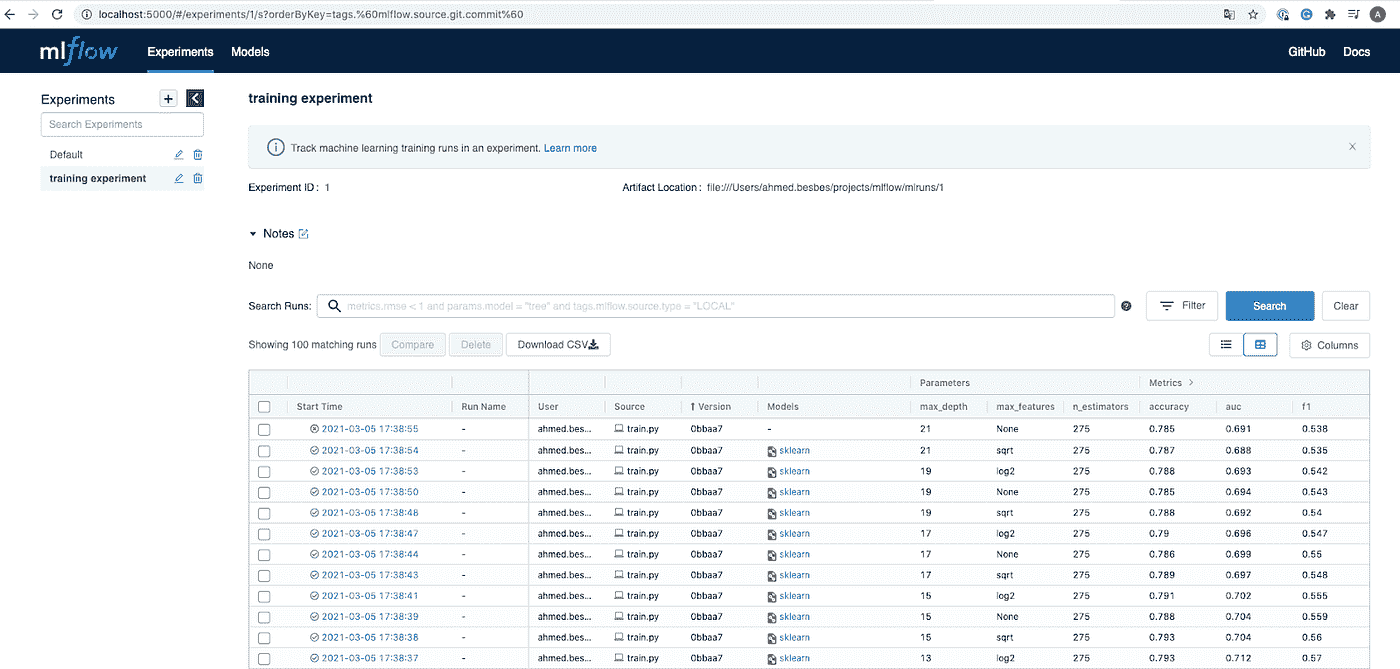 localhost:5000/#/experiments/1/s?orderByKey=tags.%60mlflow.source.git.commit%60
A
mlflow Experiments Models GitHub Docs
Experiments +
Search Experiments
Default
training experiment
training experiment
Track machine learning training runs in an experiment. Learn more
Experiment ID : 1 Artifact Location : file:///Users/ahmed.besbes/projects/mlflow/mlruns/1
Notes
None
Search Runs: metrics.rmse < 1 and params.model = "tree" and tags.mlflow.source.type = "LOCAL" ? Filter Search Clear
Showing 100 matching runs Compare Delete Download CSV Columns
Parameters Metrics >
Start Time Run Name User Source ↑ Version Models max_depth max_features n_estimators accuracy auc f1
2021-03-05 17:38:55 - ahmed.bes... train.py 0bbaa7 - 21 None 275 0.785 0.691 0.538
2021-03-05 17:38:54 - ahmed.bes... train.py 0bbaa7 sklearn 21 sqrt 275 0.787 0.688 0.535
2021-03-05 17:38:53 - ahmed.bes... train.py 0bbaa7 sklearn 19 log2 275 0.788 0.693 0.542
2021-03-05 17:38:50 - ahmed.bes... train.py 0bbaa7 sklearn 19 None 275 0.785 0.694 0.543
2021-03-05 17:38:48 - ahmed.bes... train.py 0bbaa7 sklearn 19 sqrt 275 0.788 0.692 0.54
2021-03-05 17:38:47 - ahmed.bes... train.py 0bbaa7 sklearn 17 log2 275 0.79 0.696 0.547
2021-03-05 17:38:44 - ahmed.bes... train.py 0bbaa7 sklearn 17 None 275 0.786 0.699 0.55
2021-03-05 17:38:43 - ahmed.bes... train.py 0bbaa7 sklearn 17 sqrt 275 0.789 0.697 0.548
2021-03-05 17:38:41 - ahmed.bes... train.py 0bbaa7 sklearn 15 log2 275 0.791 0.702 0.555
2021-03-05 17:38:39 - ahmed.bes... train.py 0bbaa7 sklearn 15 None 275 0.788 0.704 0.559
2021-03-05 17:38:38 - ahmed.bes... train.py 0bbaa7 sklearn 15 sqrt 275 0.793 0.704 0.56
2021-03-05 17:38:37 - ahmed.bes... train.py 0bbaa7 sklearn 13 log2 275 0.793 0.712 0.57